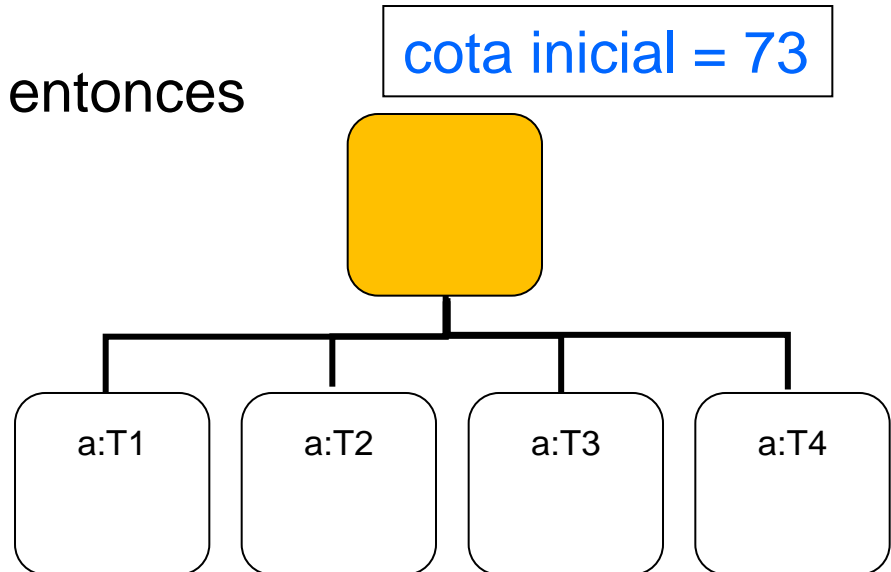 cota inicial = 73
entonces
a:T1
a:T2
a:T3
a:T4